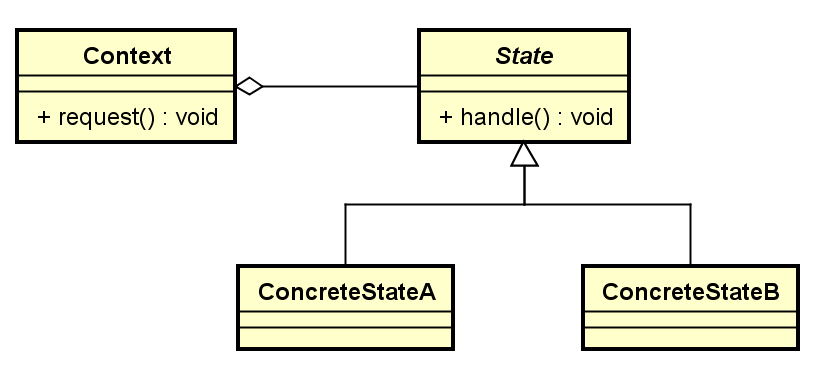 Context
State
+ request() : void
+ handle() : void
ConcreteStateA
ConcreteStateB